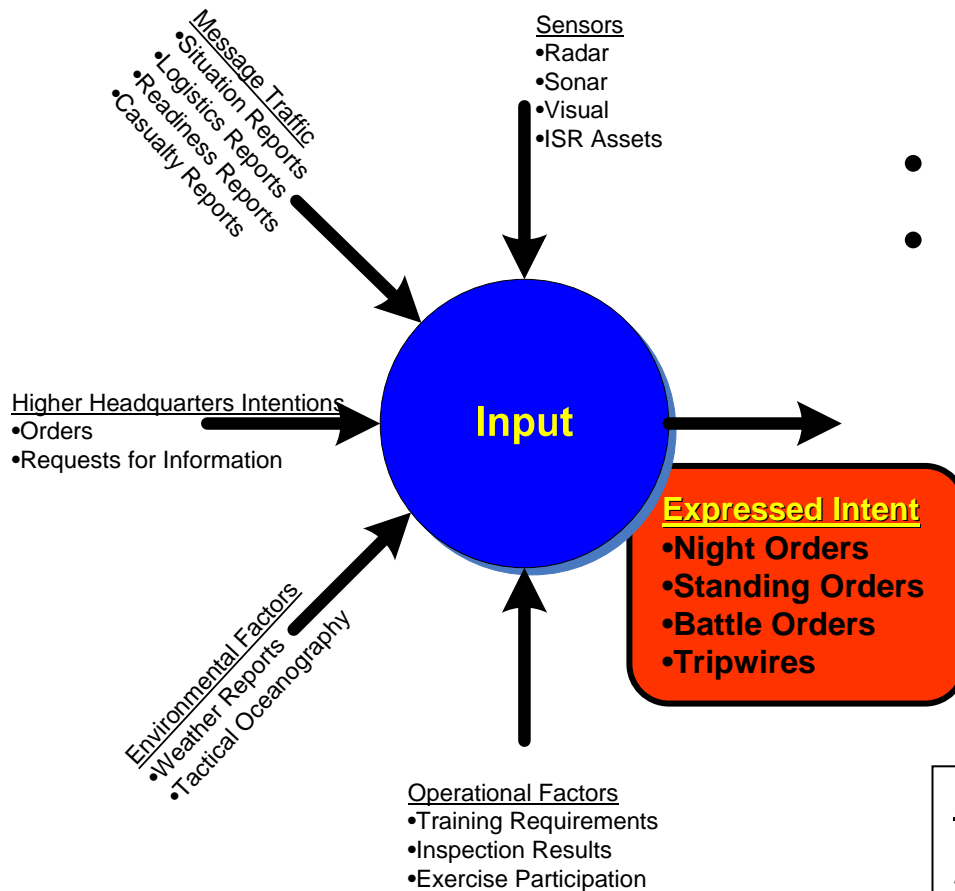 Message Traffic
•Situation Reports
•Logistics Reports
•Readiness Reports
•Casualty Reports
Sensors
•Radar
•Sonar
•Visual
•ISR Assets
•
•
Higher Headquarters Intentions
•Orders
•Requests for Information
Input
Expressed Intent
•Night Orders
•Standing Orders
•Battle Orders
•Tripwires
Environmental Factors
•Weather Reports
•Tactical Oceanography
Operational Factors
•Training Requirements
•Inspection Results
•Exercise Participation